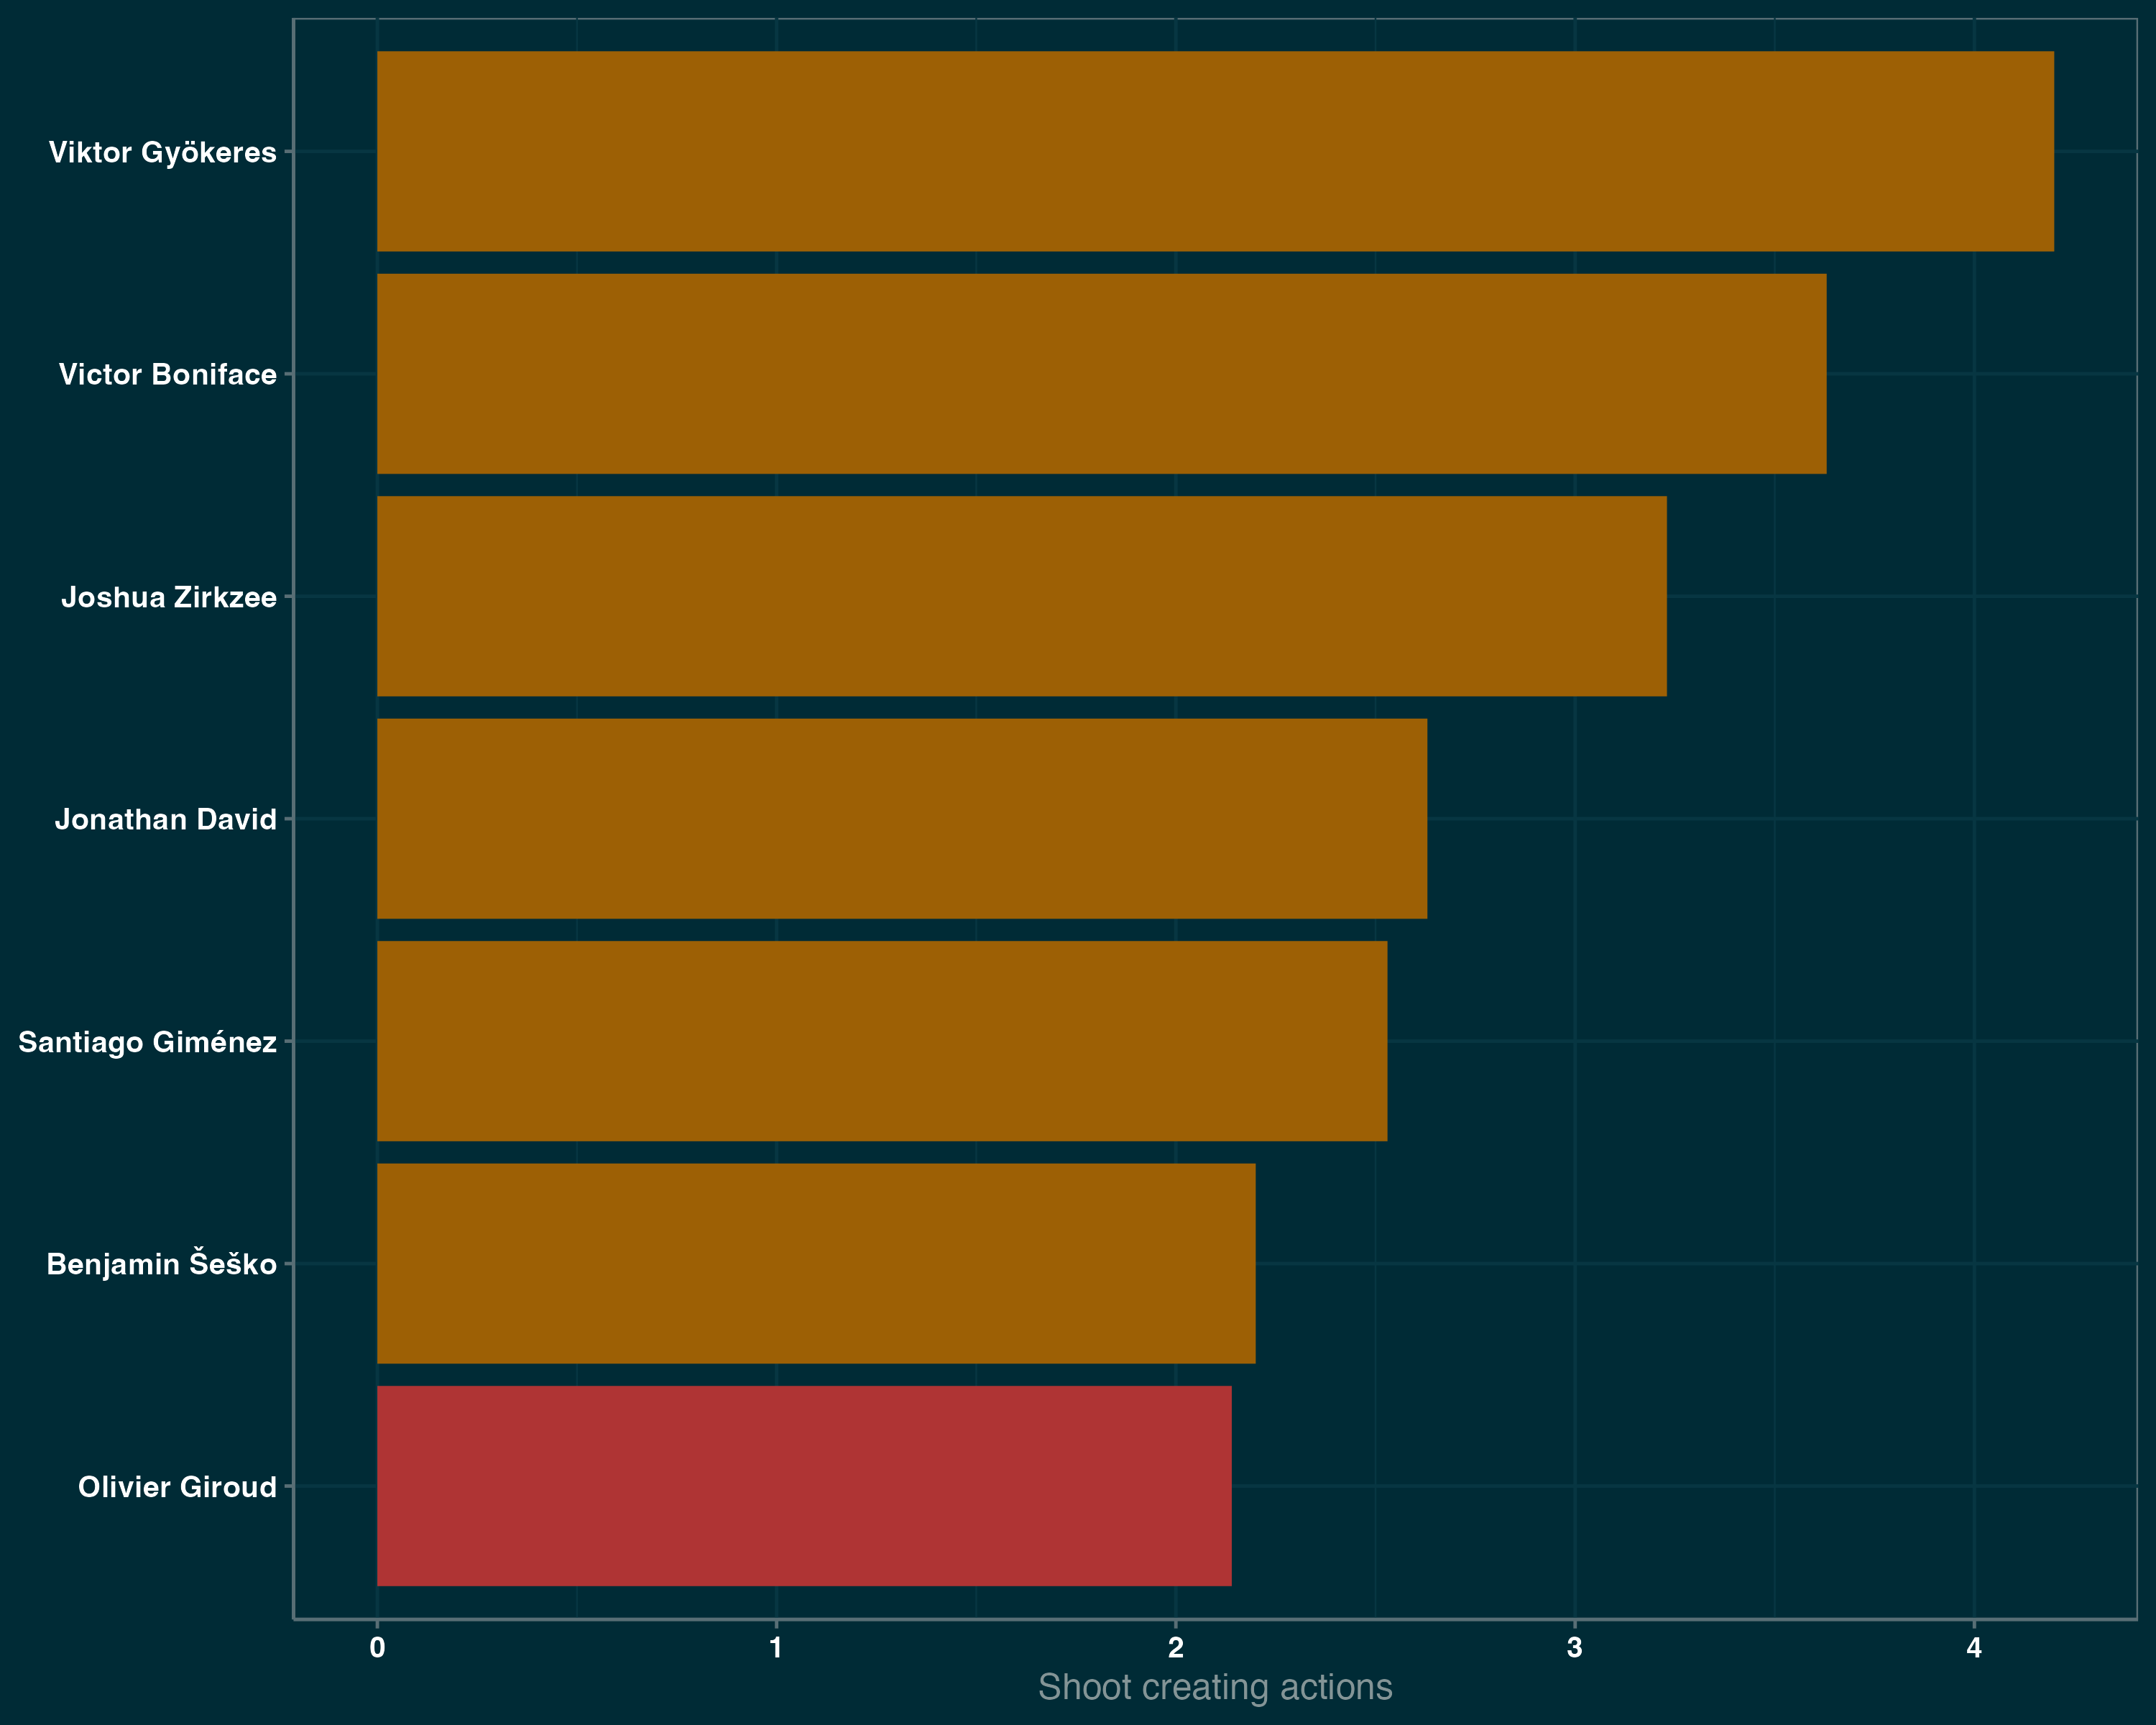 Viktor Gyökeres
Victor Boniface
Joshua Zirkzee
Jonathan David
Santiago Giménez
Benjamin Šeško
Olivier Giroud
0 1 2 3 4
Shoot creating actions